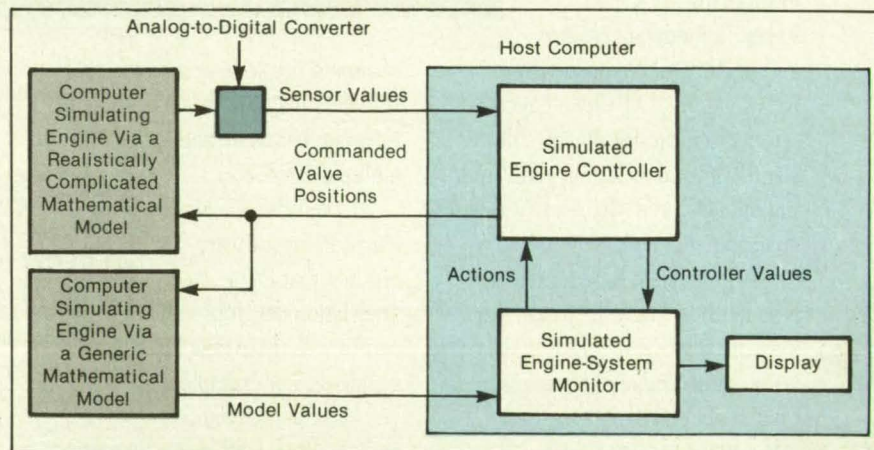 Analog-to-Digital Converter
Host Computer
Computer
Simulating
Engine Via a
Realistically
Complicated
Mathematical
Model
Sensor Values
Simulated
Engine Controller
Commanded
Valve
Positions
Actions
Controller Values
Computer
Simulating
Engine Via
a Generic
Mathematical
Model
Simulated
Engine-System
Monitor
Display
Model Values